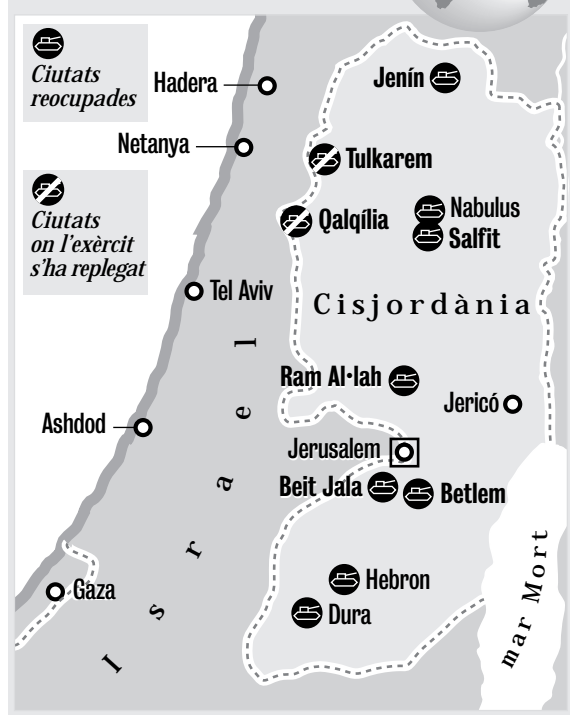 Ciutats
reocupades
Hadera
Jenín
Netanya
Tulkarem
Ciutats
on l'exèrcit
s'ha replegat
Qalqília
Nabulus
Salfit
Tel Aviv
Cisjordània
Ram Al·lah
Jericó
Ashdod
Jerusalem
Beit Jala
Betlem
Israel
mar Mort
Gaza
Hebron
Dura